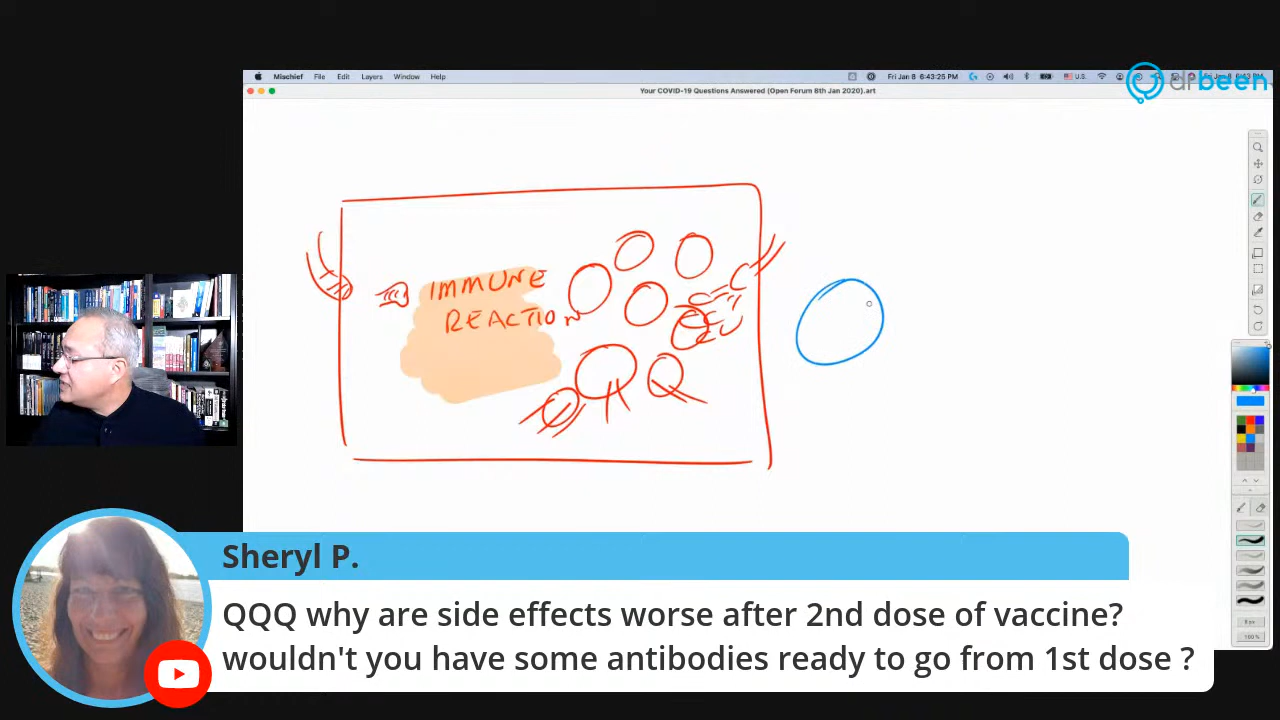 Mischief File Edit Layers Window Help
U.S. Fri Jan 8 6:43:25 PM
drbeen
Your COVID-19 Questions Answered (Open Forum 8th Jan 2020).art
IMMUNE
REACTION
Sheryl P.
QQQ why are side effects worse after 2nd dose of vaccine?
wouldn't you have some antibodies ready to go from 1st dose ?